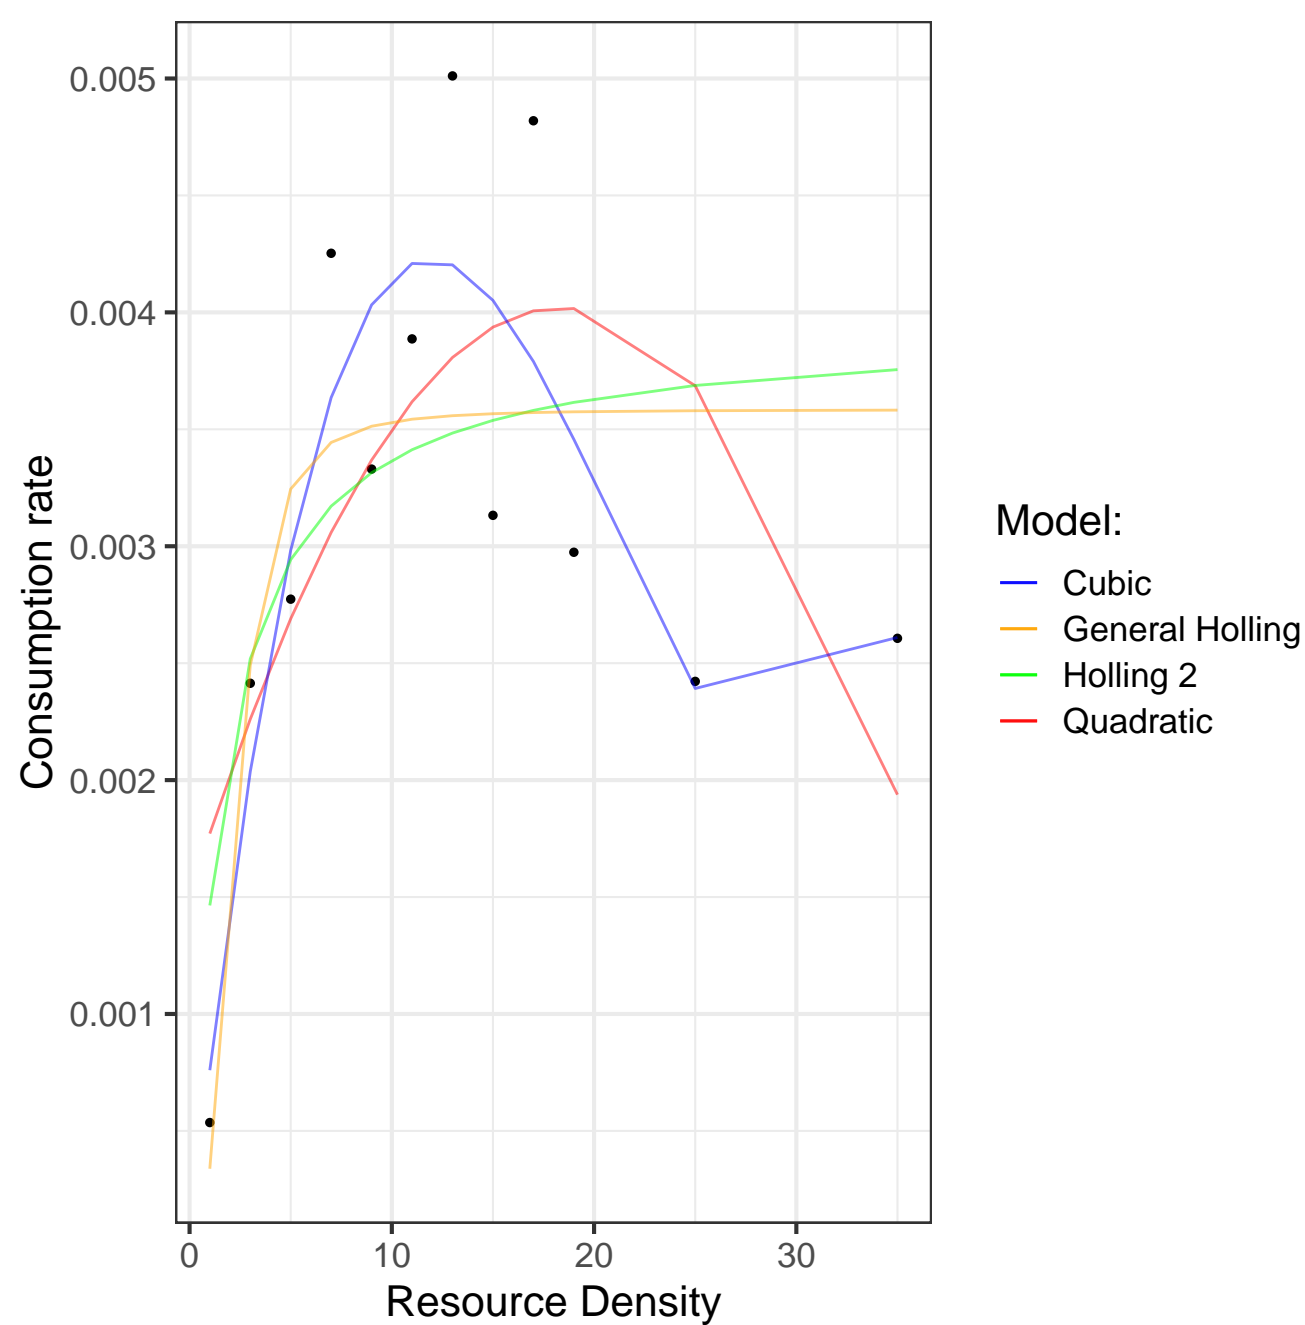 0.005
0.004
0.003
0.002
0.001
Consumption rate
0 10 20 30
Resource Density
Model:
Cubic
General Holling
Holling 2
Quadratic